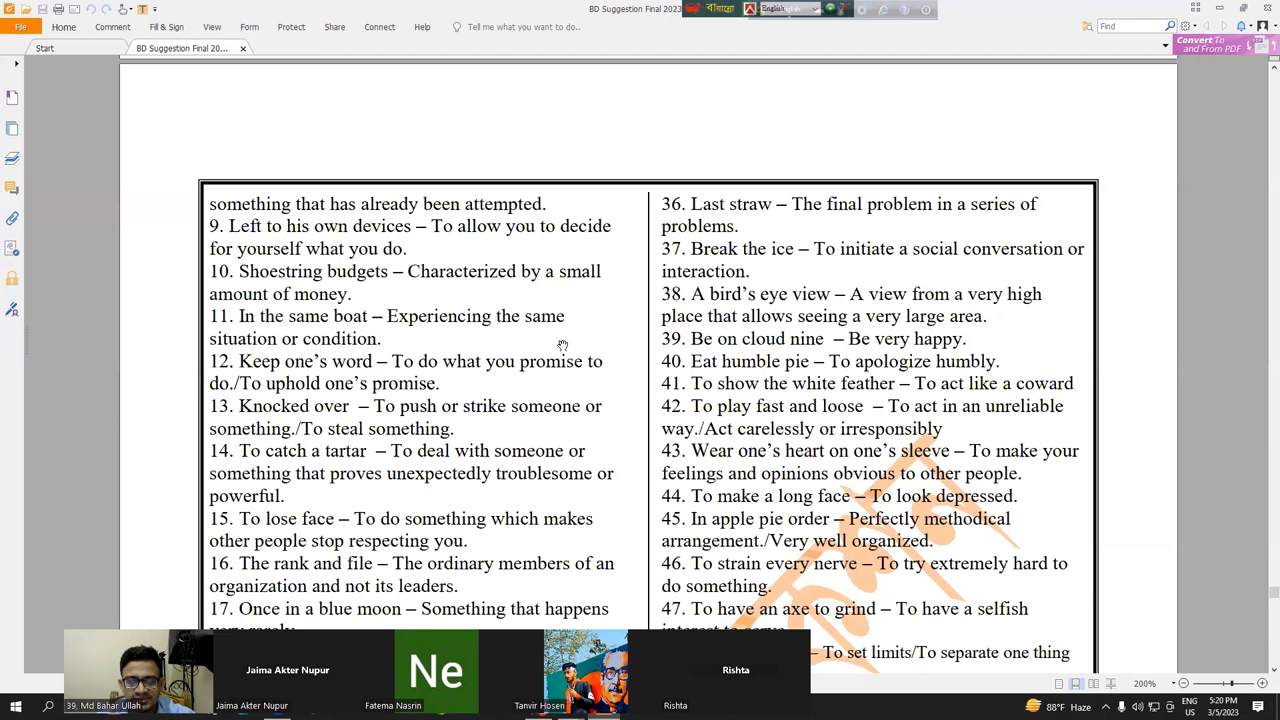 BD Suggestion Final 2023
বায়ান্নো
English
File
Home
Comment
Fill & Sign
View
Form
Protect
Share
Connect
Help
Tell me what you want to do..
Find
Start
BD Suggestion Final 20...
Convert To
and From PDF
something that has already been attempted.
9. Left to his own devices – To allow you to decide
for yourself what you do.
10. Shoestring budgets – Characterized by a small
amount of money.
11. In the same boat – Experiencing the same
situation or condition.
12. Keep one's word – To do what you promise to
do./To uphold one's promise.
13. Knocked over – To push or strike someone or
something./To steal something.
14. To catch a tartar – To deal with someone or
something that proves unexpectedly troublesome or
powerful.
15. To lose face – To do something which makes
other people stop respecting you.
16. The rank and file – The ordinary members of an
organization and not its leaders.
17. Once in a blue moon – Something that happens
very rarely.
36. Last straw – The final problem in a series of
problems.
37. Break the ice – To initiate a social conversation or
interaction.
38. A bird's eye view – A view from a very high
place that allows seeing a very large area.
39. Be on cloud nine – Be very happy.
40. Eat humble pie – To apologize humbly.
41. To show the white feather – To act like a coward
42. To play fast and loose – To act in an unreliable
way./Act carelessly or irresponsibly
43. Wear one's heart on one's sleeve – To make your
feelings and opinions obvious to other people.
44. To make a long face – To look depressed.
45. In apple pie order – Perfectly methodical
arrangement./Very well organized.
46. To strain every nerve – To try extremely hard to
do something.
47. To have an axe to grind – To have a selfish
interest to serve
– To set limits/To separate one thing
Jaima Akter Nupur
Ne
Rishta
39, Md Bahar Ullah
Jaima Akter Nupur
Fatema Nasrin
Tanvir Hosen
Rishta
200%
88°F Haze
ENG
US
5:20 PM
3/5/2023